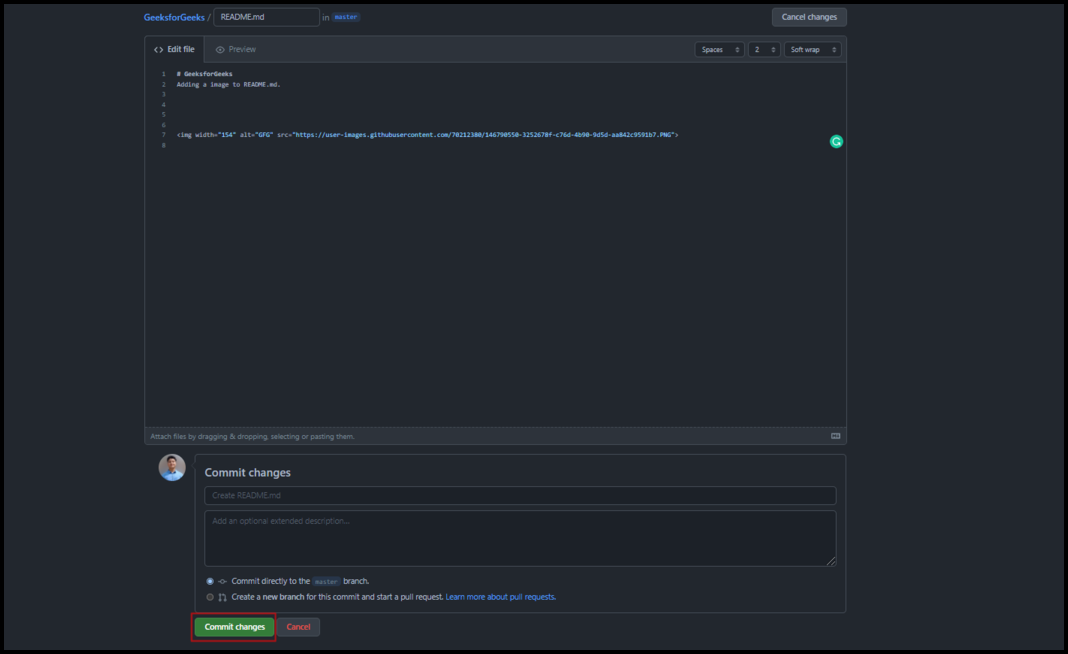 GeeksforGeeks / README.md in master Cancel changes
<> Edit file Preview Spaces 2 Soft wrap
1 # GeeksforGeeks
2 Adding a image to README.md.
3
4
5
6
7 <img width="154" alt="GFG" src="https://user-images.githubusercontent.com/70212380/146790550-3252678f-c76d-4b90-9d5d-aa842c9591b7.PNG">
8
Attach files by dragging & dropping, selecting or pasting them.
Commit changes
Create README.md
Add an optional extended description...
Commit directly to the master branch.
Create a new branch for this commit and start a pull request. Learn more about pull requests.
Commit changes Cancel